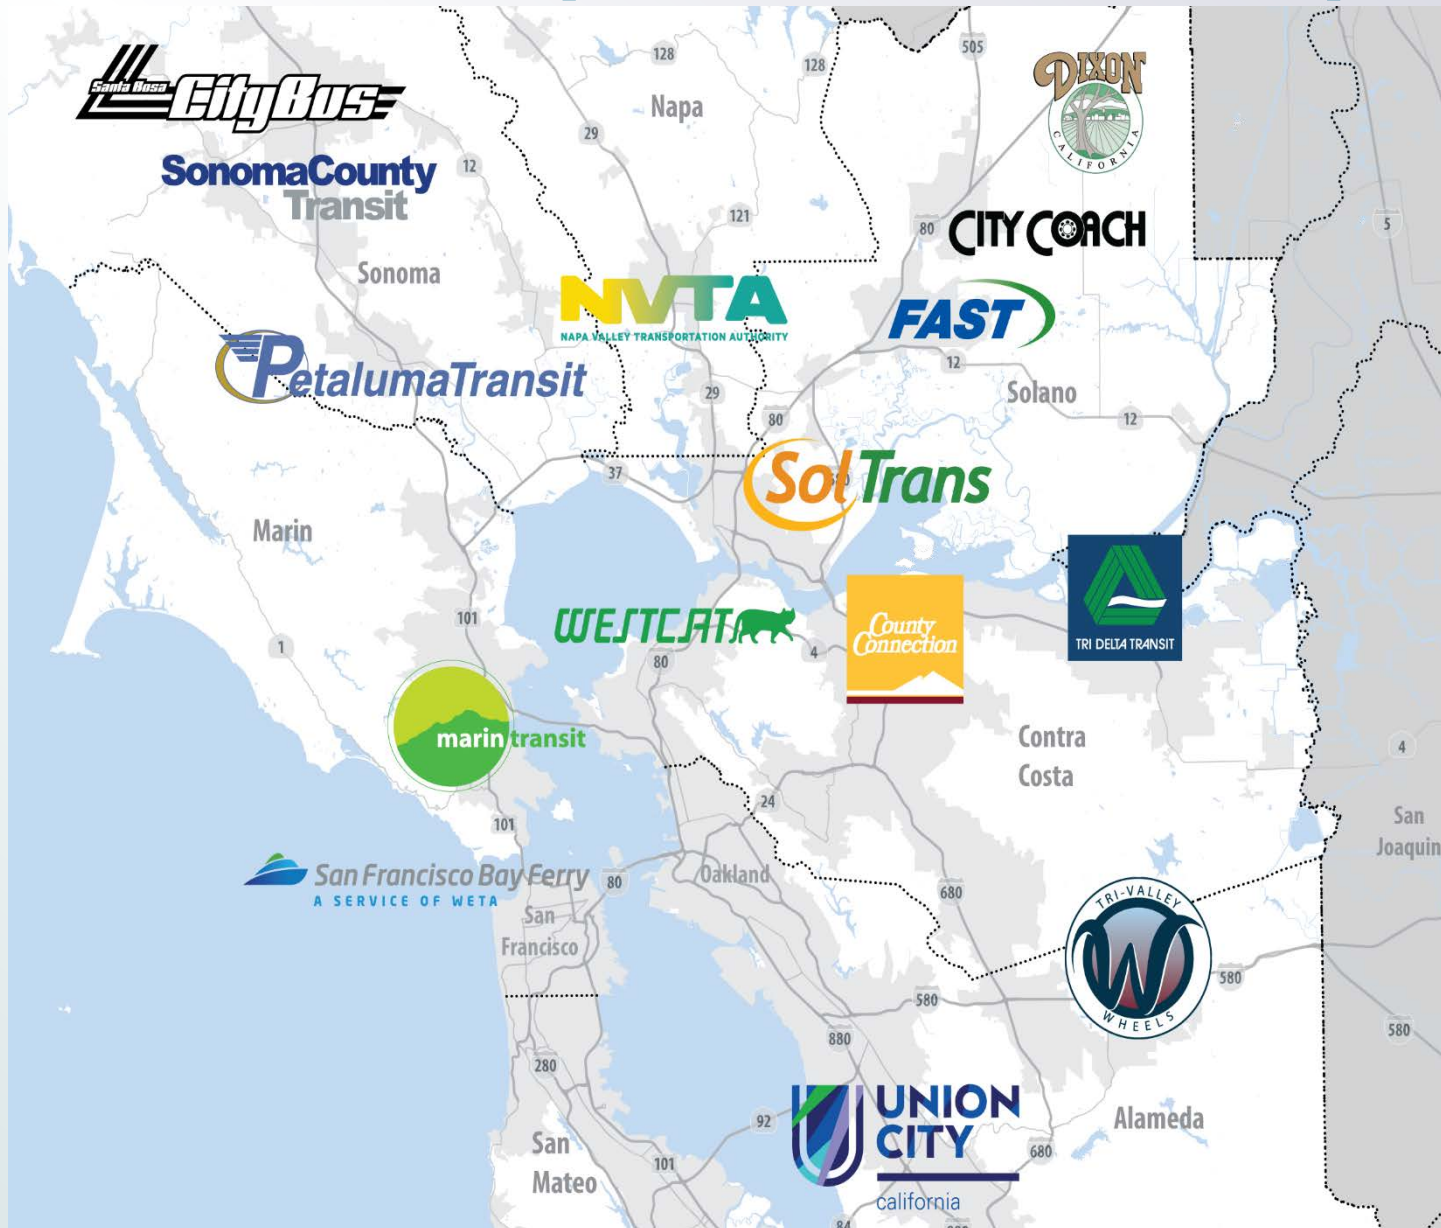 505
128
128
Santa Rosa
CityBus
DIXON
CALIFORNIA
Napa
29
12
SonomaCounty
Transit
121
80
CITY COACH
5
Sonoma
NVTA
NAPA VALLEY TRANSPORTATION AUTHORITY
FAST
PetalumaTransit
12
Solano
29
80
12
SolTrans
37
Marin
101
WESTCAT
County
Connection
TRI DELTA TRANSIT
1
80
4
marin transit
Contra
Costa
4
24
101
San
Joaquin
San Francisco Bay Ferry
A SERVICE OF WETA
80
Oakland
680
TRI-VALLEY
W
WHEELS
San
Francisco
580
580
880
580
280
UNION
CITY
california
92
Alameda
San
Mateo
101
680
84